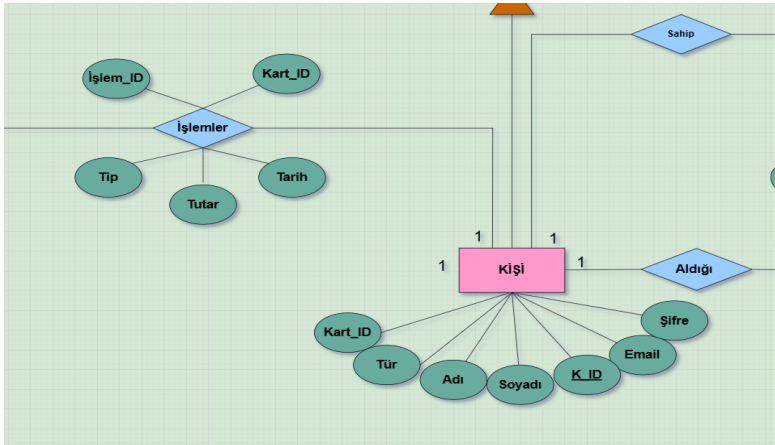 Sahip
İşlem_ID
Kart_ID
İşlemler
Tip
Tutar
Tarih
1
1
1
1
KİŞİ
Aldığı
Kart_ID
Tür
Adı
Soyadı
K_ID
Email
Şifre